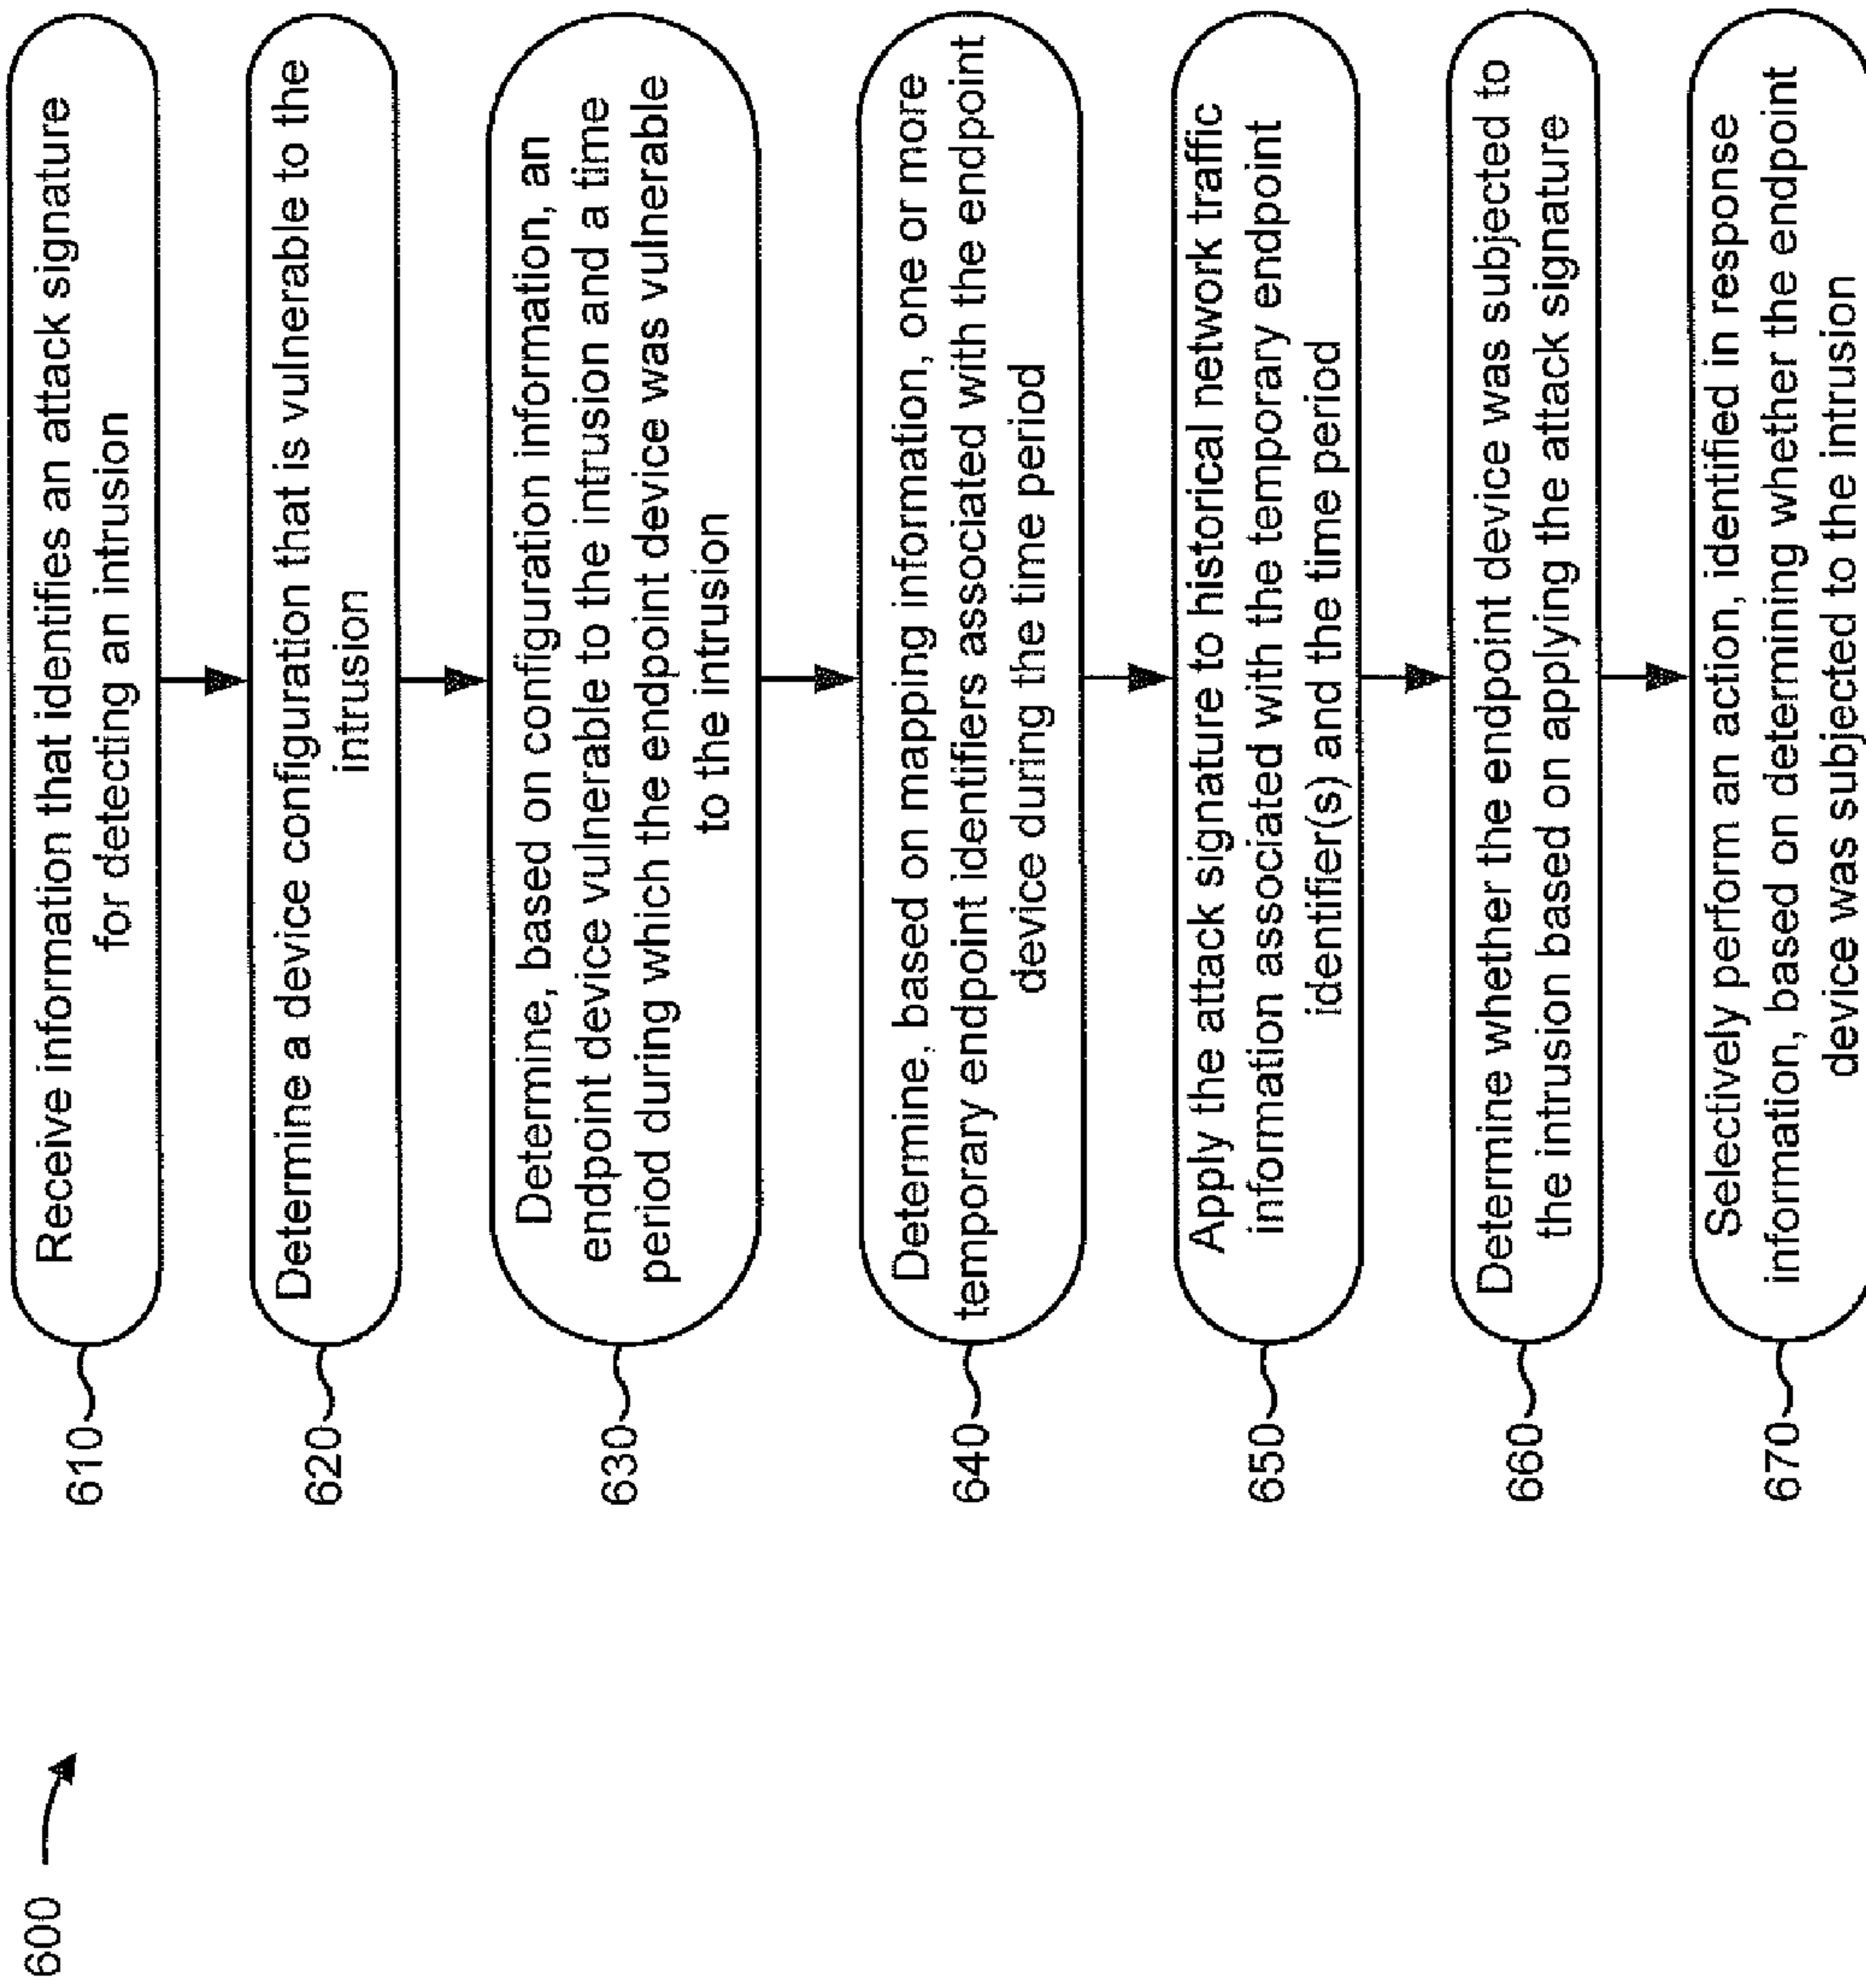 600
610
Receive information that identifies an attack signature
for detecting an intrusion
620
Determine a device configuration that is vulnerable to the
intrusion
630
Determine, based on configuration information, an
endpoint device vulnerable to the intrusion and a time
period during which the endpoint device was vulnerable
to the intrusion
640
Determine, based on mapping information, one or more
temporary endpoint identifiers associated with the endpoint
device during the time period
650
Apply the attack signature to historical network traffic
information associated with the temporary endpoint
identifier(s) and the time period
660
Determine whether the endpoint device was subjected to
the intrusion based on applying the attack signature
670
Selectively perform an action, identified in response
information, based on determining whether the endpoint
device was subjected to the intrusion